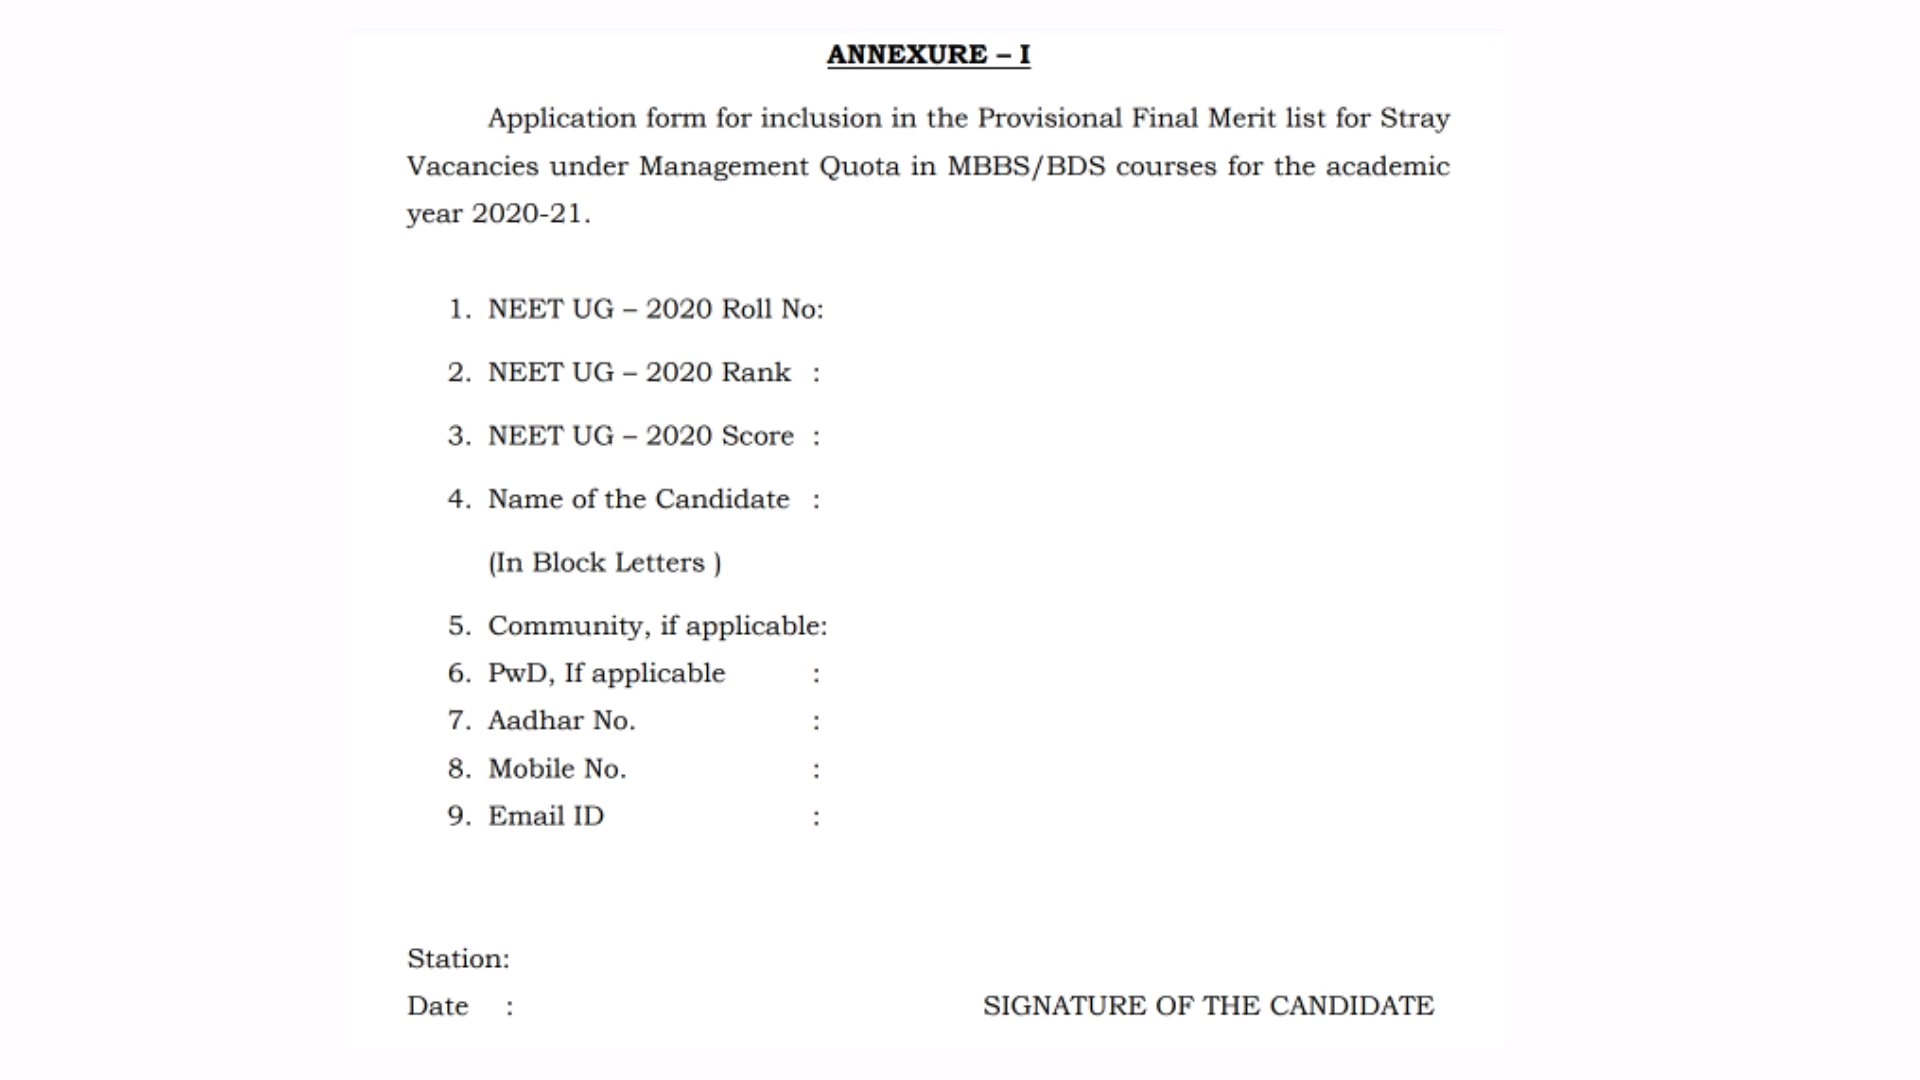 ANNEXURE – I
Application form for inclusion in the Provisional Final Merit list for Stray
Vacancies under Management Quota in MBBS/BDS courses for the academic
year 2020-21.
1. NEET UG – 2020 Roll No:
2. NEET UG – 2020 Rank :
3. NEET UG – 2020 Score :
4. Name of the Candidate :
(In Block Letters )
5. Community, if applicable:
6. PwD, If applicable :
7. Aadhar No. :
8. Mobile No. :
9. Email ID :
Station:
Date : SIGNATURE OF THE CANDIDATE